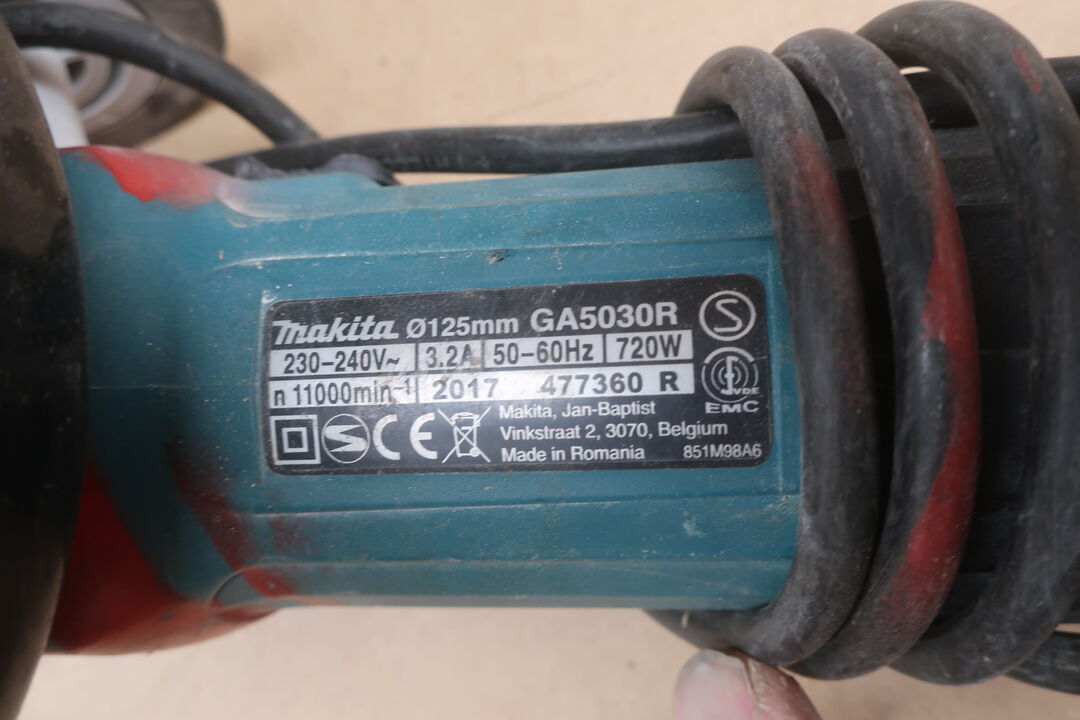 makita Ø125mm GA5030R
230-240V~ 3.2A 50-60Hz 720W
n 11000min⁻¹ 2017 477360 R
Makita, Jan-Baptist
Vinkstraat 2, 3070, Belgium
Made in Romania 851M98A6
S
VDE
EMC
S
CE